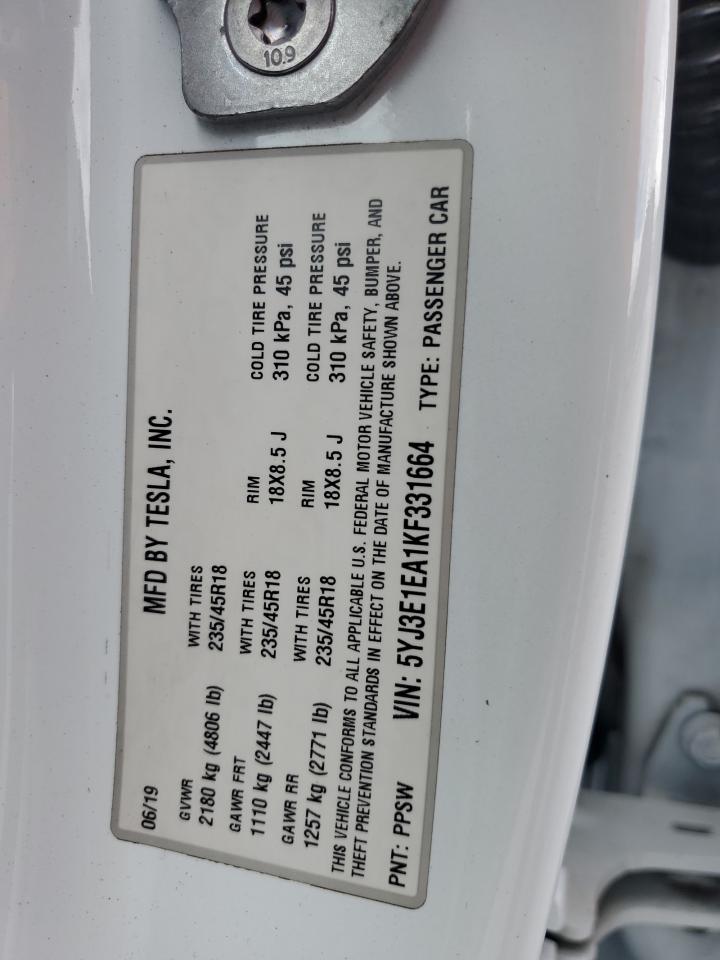 10.9
06/19 MFD BY TESLA, INC.
GVWR WITH TIRES
2180 kg (4806 lb) 235/45R18
GAWR FRT WITH TIRES RIM COLD TIRE PRESSURE
1110 kg (2447 lb) 235/45R18 18X8.5 J 310 kPa, 45 psi
GAWR RR WITH TIRES RIM COLD TIRE PRESSURE
1257 kg (2771 lb) 235/45R18 18X8.5 J 310 kPa, 45 psi
THIS VEHICLE CONFORMS TO ALL APPLICABLE U.S. FEDERAL MOTOR VEHICLE SAFETY, BUMPER, AND
THEFT PREVENTION STANDARDS IN EFFECT ON THE DATE OF MANUFACTURE SHOWN ABOVE.
PNT: PPSW VIN: 5YJ3E1EA1KF331664 TYPE: PASSENGER CAR